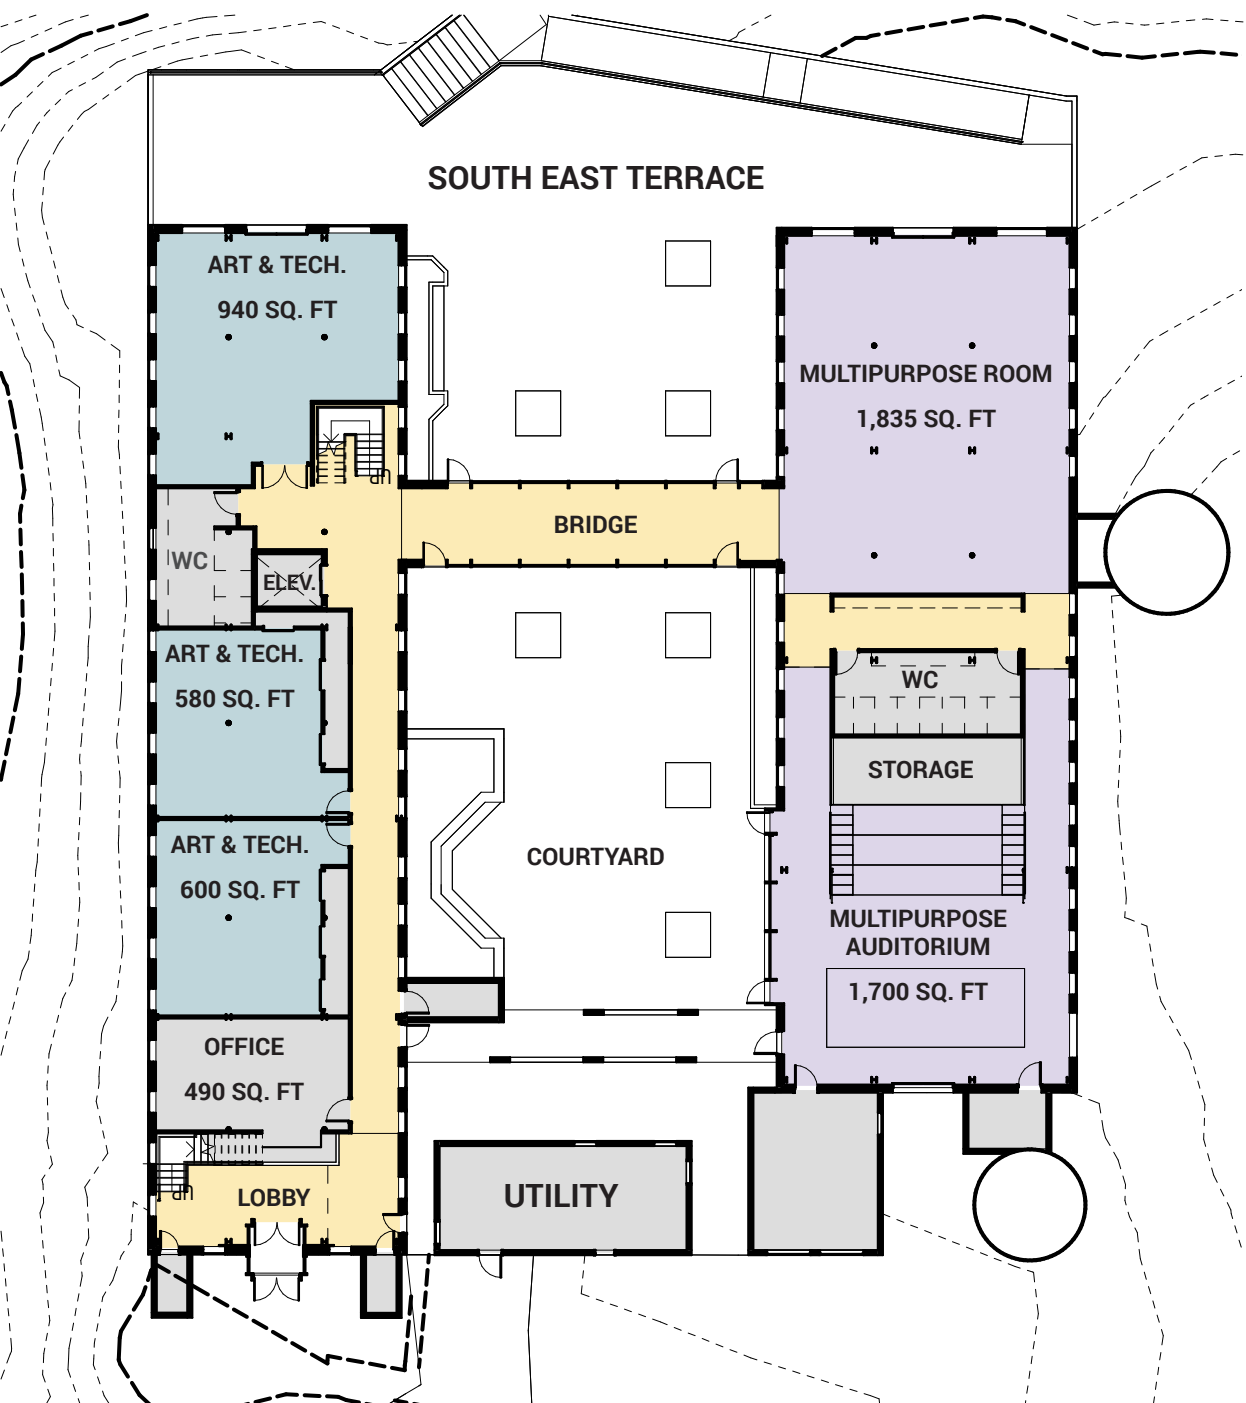 SOUTH EAST TERRACE
ART & TECH.
940 SQ. FT
MULTIPURPOSE ROOM
1,835 SQ. FT
UP
BRIDGE
WC
ELEV.
ART & TECH.
580 SQ. FT
WC
STORAGE
ART & TECH.
600 SQ. FT
COURTYARD
MULTIPURPOSE
AUDITORIUM
1,700 SQ. FT
OFFICE
490 SQ. FT
UP
LOBBY
UTILITY